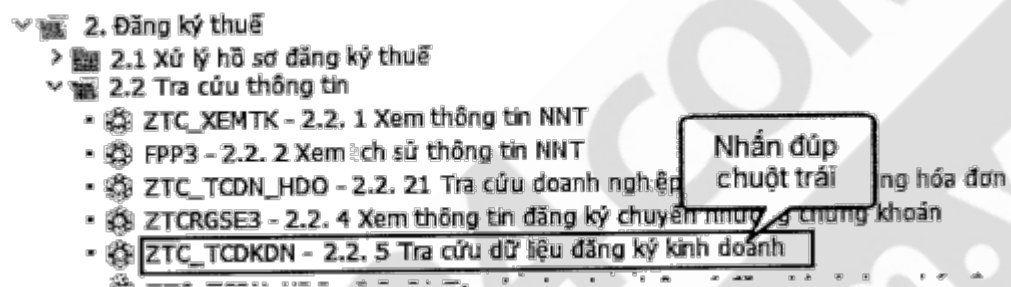 2. Đăng ký thuế
2.1 Xử lý hồ sơ đăng ký thuế
2.2 Tra cứu thông tin
ZTC_XEMTK - 2.2. 1 Xem thông tin NNT
FPP3 - 2.2. 2 Xem lịch sử thông tin NNT
Nhấn đúp
chuột trái
ZTC_TCDN_HDO - 2.2. 21 Tra cứu doanh nghiệp ng hóa đơn
ZTCRGSE3 - 2.2. 4 Xem thông tin đăng ký chuyển nhượng chứng khoán
ZTC_TCDKDN - 2.2. 5 Tra cứu dữ liệu đăng ký kinh doanh